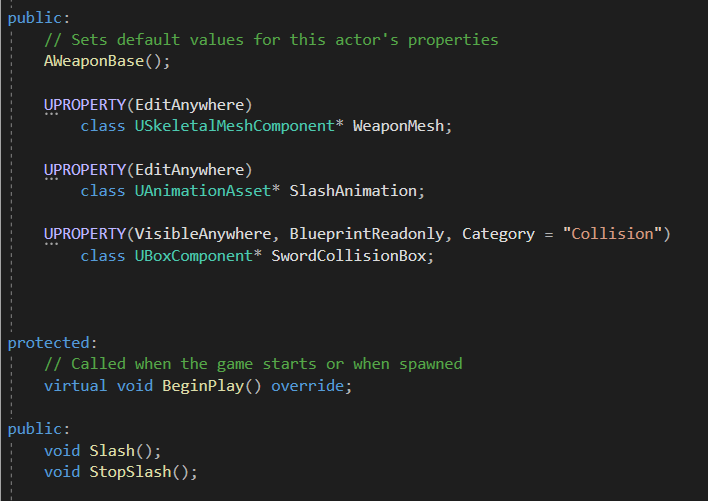 public:
// Sets default values for this actor's properties
AWeaponBase();
UPROPERTY(EditAnywhere)
class USkeletalMeshComponent* WeaponMesh;
UPROPERTY(EditAnywhere)
class UAnimationAsset* SlashAnimation;
UPROPERTY(VisibleAnywhere, BlueprintReadonly, Category = "Collision")
class UBoxComponent* SwordCollisionBox;
protected:
// Called when the game starts or when spawned
virtual void BeginPlay() override;
public:
void Slash();
void StopSlash();